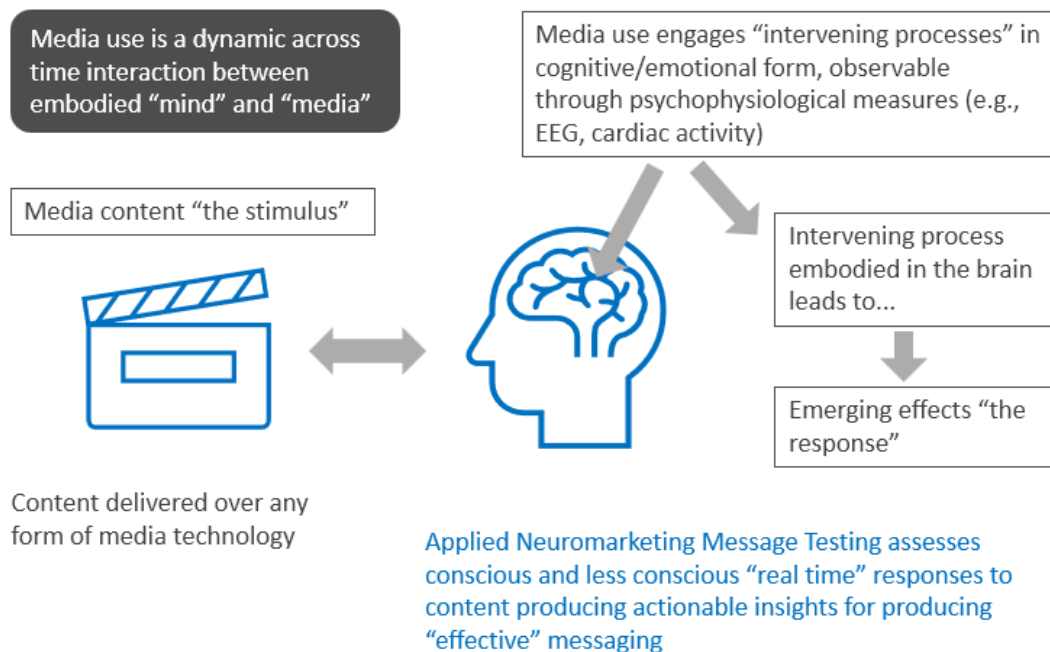 Media use is a dynamic across
time interaction between
embodied “mind” and “media”
Media use engages “intervening processes” in
cognitive/emotional form, observable
through psychophysiological measures (e.g.,
EEG, cardiac activity)
Media content “the stimulus”
Intervening process
embodied in the brain
leads to...
Emerging effects “the
response”
Content delivered over any
form of media technology
Applied Neuromarketing Message Testing assesses
conscious and less conscious “real time” responses to
content producing actionable insights for producing
“effective” messaging